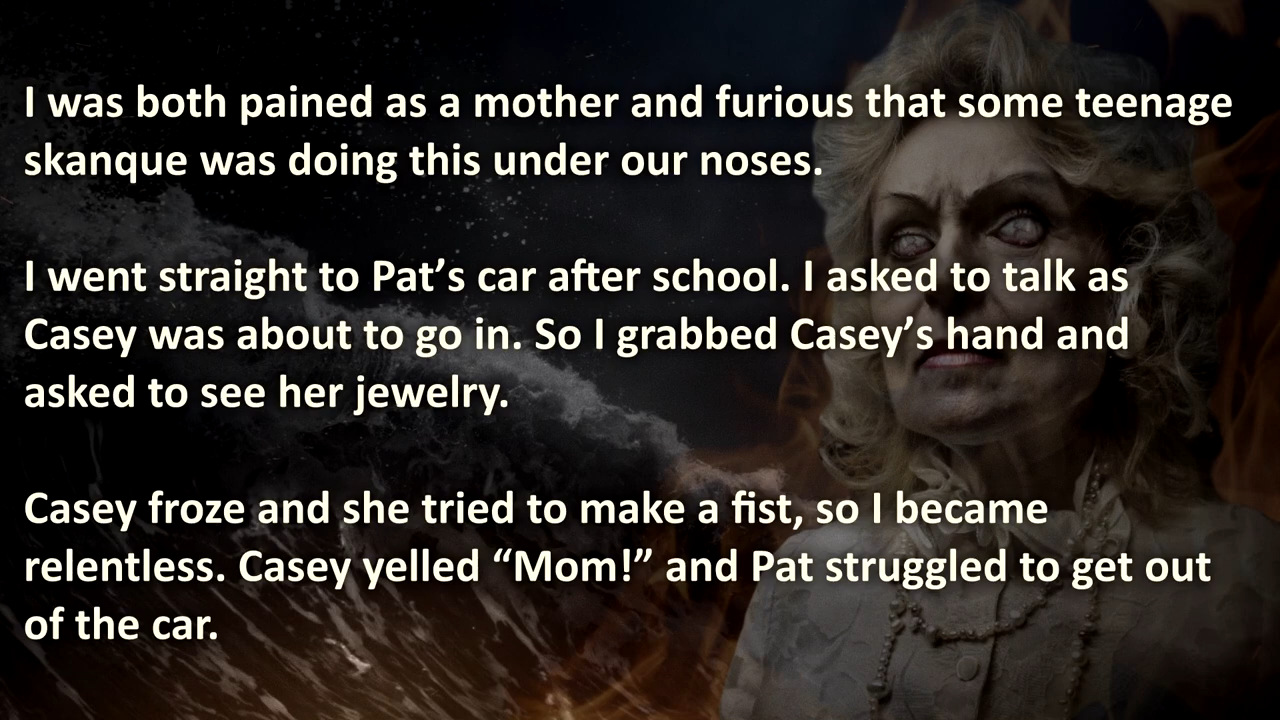 I was both pained as a mother and furious that some teenage
skanque was doing this under our noses.
I went straight to Pat’s car after school. I asked to talk as
Casey was about to go in. So I grabbed Casey’s hand and
asked to see her jewelry.
Casey froze and she tried to make a fist, so I became
relentless. Casey yelled “Mom!” and Pat struggled to get out
of the car.